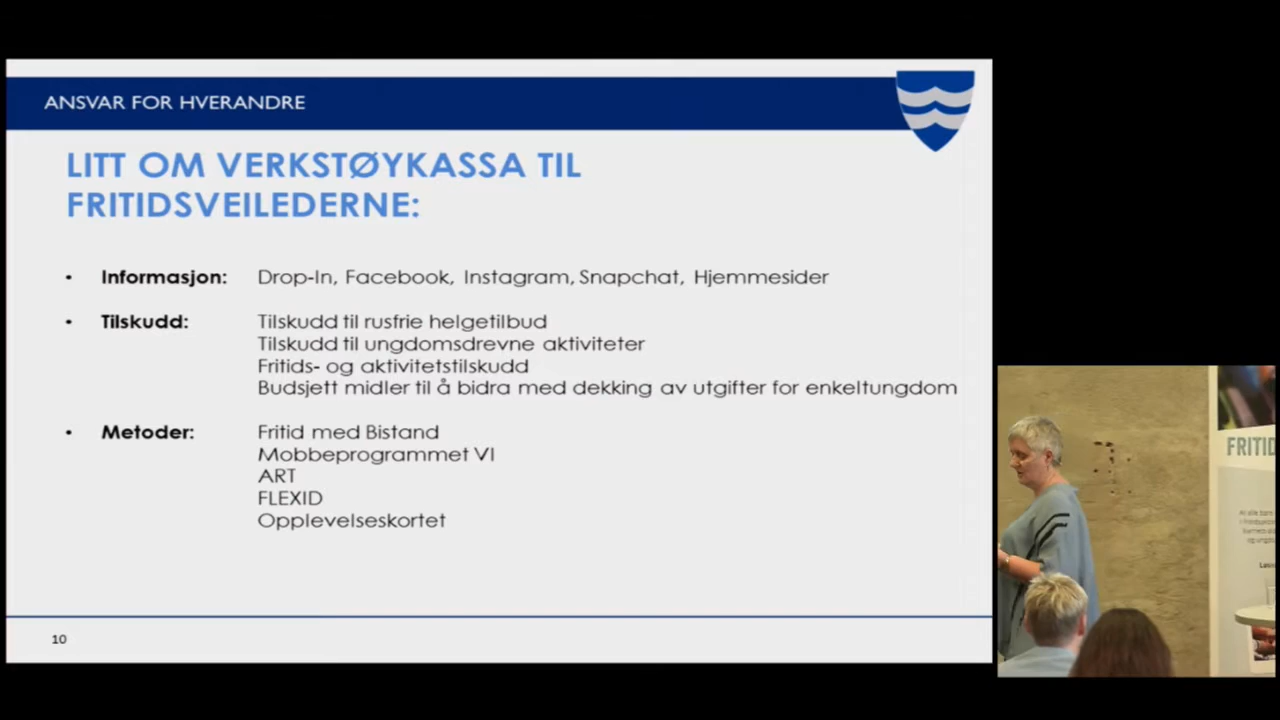 ANSVAR FOR HVERANDRE
LITT OM VERKSTØYKASSA TIL
FRITIDSVEILEDERNE:
• Informasjon: Drop-In, Facebook, Instagram, Snapchat, Hjemmesider
• Tilskudd: Tilskudd til rusfrie helgetilbud
Tilskudd til ungdomsdrevne aktiviteter
Fritids- og aktivitetstilskudd
Budsjett midler til å bidra med dekking av utgifter for enkeltungdom
• Metoder: Fritid med Bistand
Mobbeprogrammet VI
ART
FLEXID
Opplevelseskortet
10